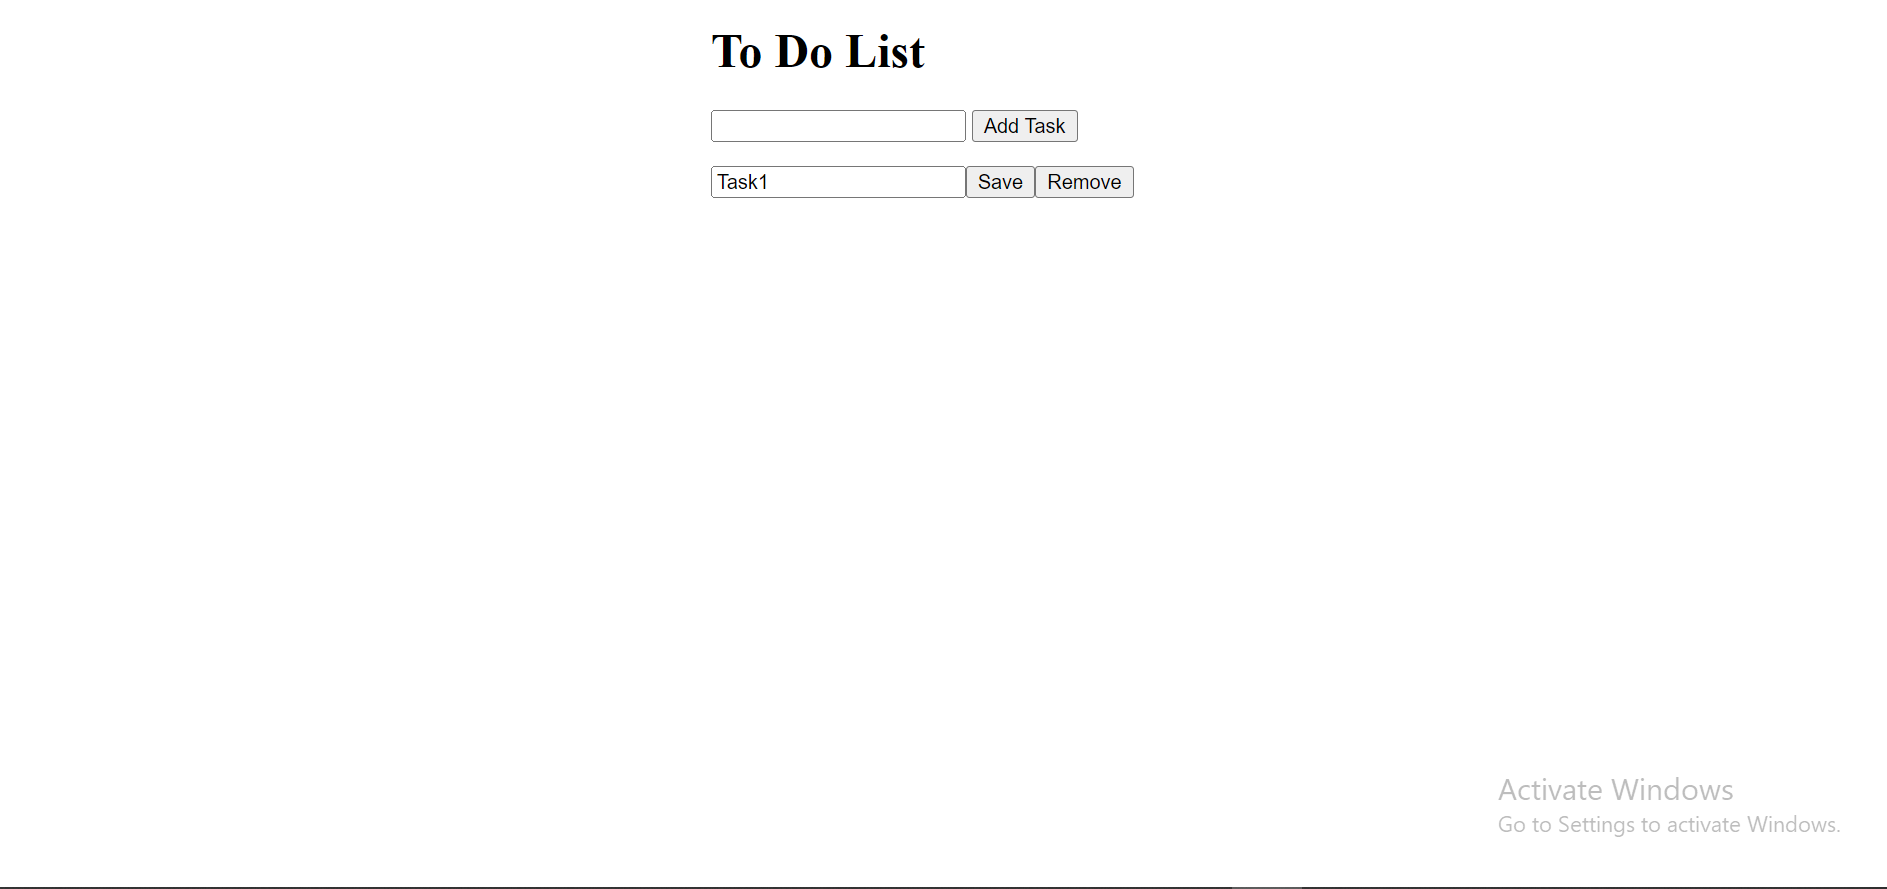 To Do List
Add Task
Task1 Save Remove
Activate Windows
Go to Settings to activate Windows.